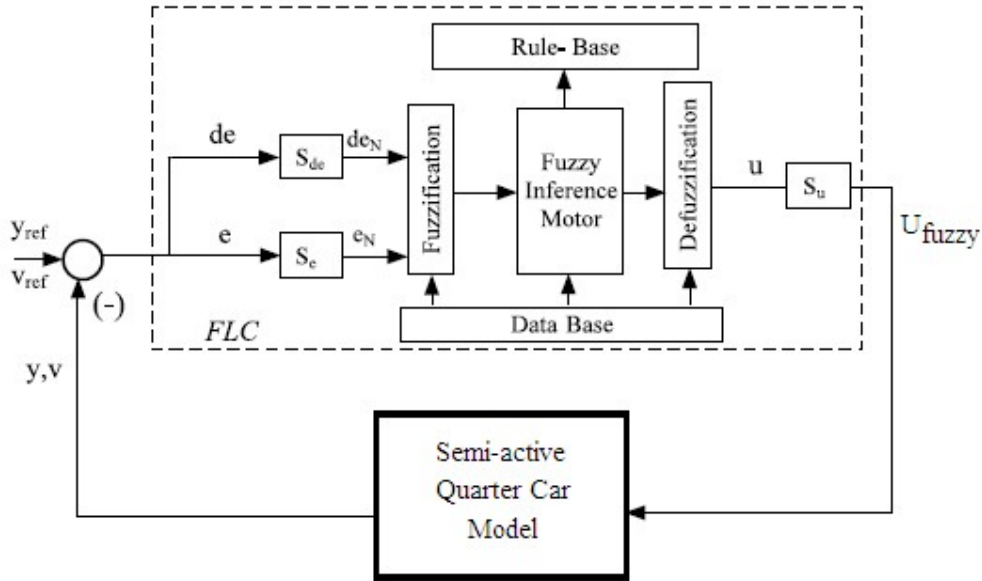 Rule- Base
de
S_de
de_N
Fuzzification
Fuzzy
Inference
Motor
Defuzzification
u
S_u
y_ref
v_ref
e
S_e
e_N
(-)
U_fuzzy
FLC
Data Base
y,v
Semi-active
Quarter Car
Model